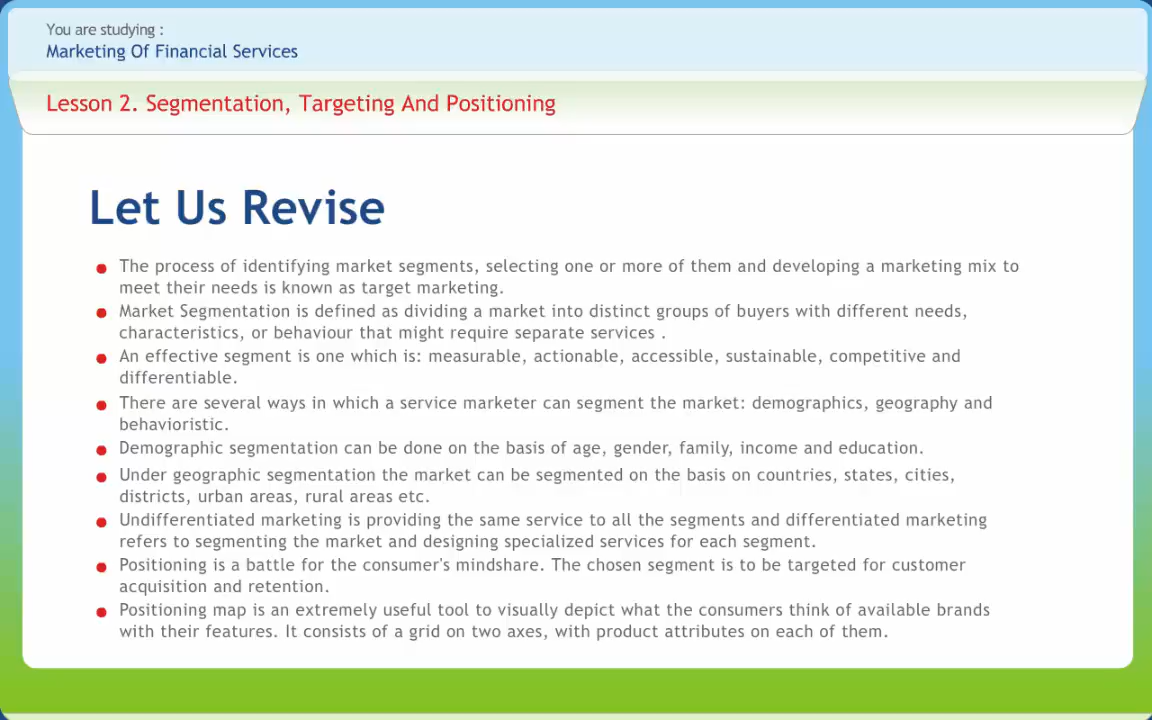 You are studying :
Marketing Of Financial Services
Lesson 2. Segmentation, Targeting And Positioning
Let Us Revise
The process of identifying market segments, selecting one or more of them and developing a marketing mix to
meet their needs is known as target marketing.
Market Segmentation is defined as dividing a market into distinct groups of buyers with different needs,
characteristics, or behaviour that might require separate services .
An effective segment is one which is: measurable, actionable, accessible, sustainable, competitive and
differentiable.
There are several ways in which a service marketer can segment the market: demographics, geography and
behavioristic.
Demographic segmentation can be done on the basis of age, gender, family, income and education.
Under geographic segmentation the market can be segmented on the basis on countries, states, cities,
districts, urban areas, rural areas etc.
Undifferentiated marketing is providing the same service to all the segments and differentiated marketing
refers to segmenting the market and designing specialized services for each segment.
Positioning is a battle for the consumer's mindshare. The chosen segment is to be targeted for customer
acquisition and retention.
Positioning map is an extremely useful tool to visually depict what the consumers think of available brands
with their features. It consists of a grid on two axes, with product attributes on each of them.